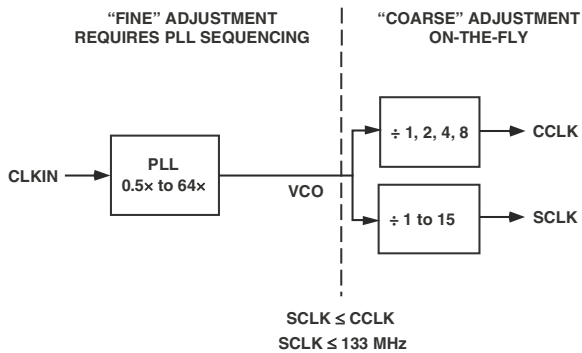 “FINE” ADJUSTMENT
REQUIRES PLL SEQUENCING
“COARSE” ADJUSTMENT
ON-THE-FLY
CLKIN
PLL
0.5× to 64×
VCO
÷ 1, 2, 4, 8
CCLK
÷ 1 to 15
SCLK
SCLK ≤ CCLK
SCLK ≤ 133 MHz